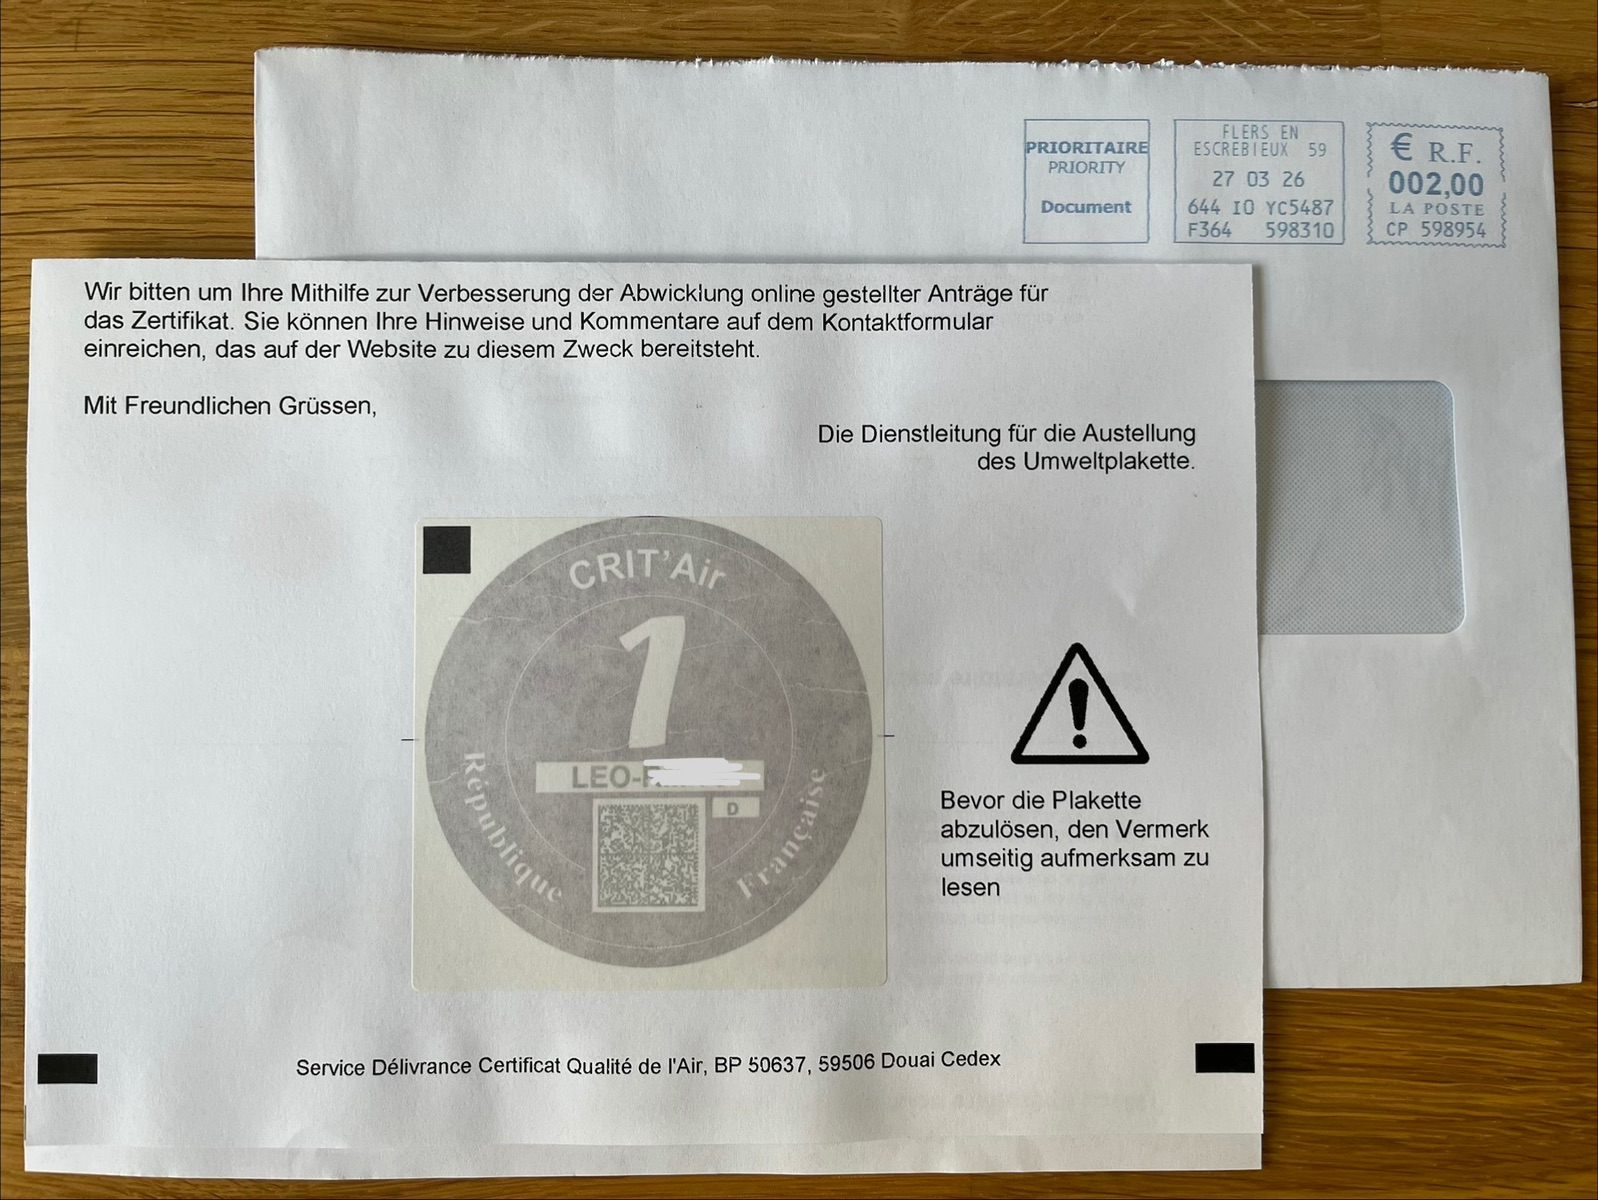 PRIORITAIRE
PRIORITY
Document
FLERS EN
ESCREBIEUX 59
27 03 26
644 IO YC5487
F364 598310
€ R.F.
002,00
LA POSTE
CP 598954
Wir bitten um Ihre Mithilfe zur Verbesserung der Abwicklung online gestellter Anträge für
das Zertifikat. Sie können Ihre Hinweise und Kommentare auf dem Kontaktformular
einreichen, das auf der Website zu diesem Zweck bereitsteht.
Mit Freundlichen Grüssen,
Die Dienstleitung für die Austellung
des Umweltplakette.
CRIT'Air
1
LEO-
D
République
Française
Bevor die Plakette
abzulösen, den Vermerk
umseitig aufmerksam zu
lesen
Service Délivrance Certificat Qualité de l'Air, BP 50637, 59506 Douai Cedex